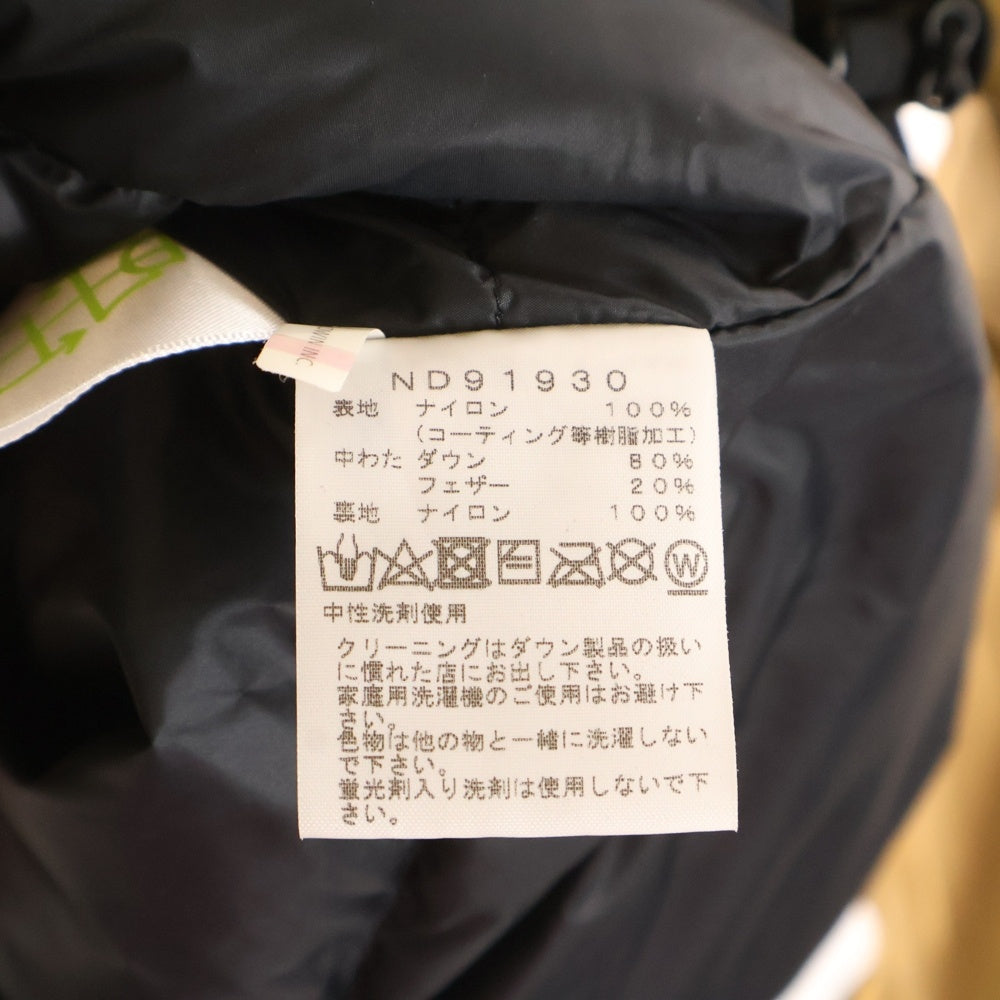 ND91930
表地 ナイロン 100%
(コーティング等樹脂加工)
中わた ダウン 80%
フェザー 20%
裏地 ナイロン 100%
W
中性洗剤使用
クリーニングはダウン製品の扱い
に慣れた店にお出し下さい。
家庭用洗濯機のご使用はお避け下
さい。
色物は他の物と一緒に洗濯しない
で下さい。
蛍光剤入り洗剤は使用しないで下
さい。
INC